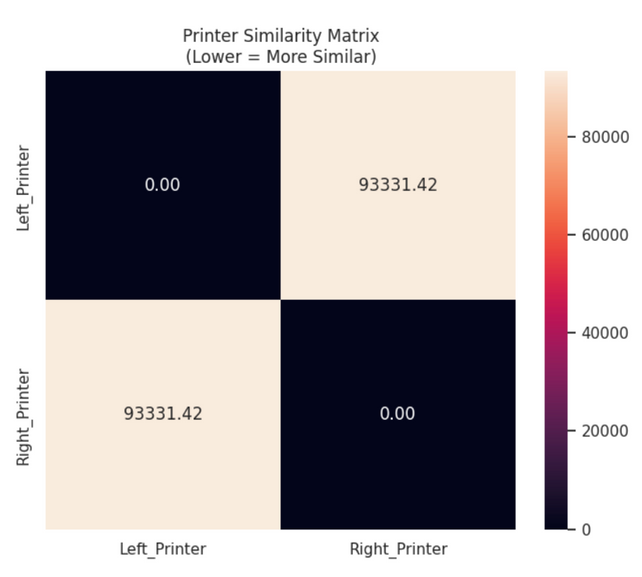 Printer Similarity Matrix
(Lower = More Similar)
Left_Printer
0.00
93331.42
Right_Printer
93331.42
0.00
Left_Printer
Right_Printer
80000
60000
40000
20000
0